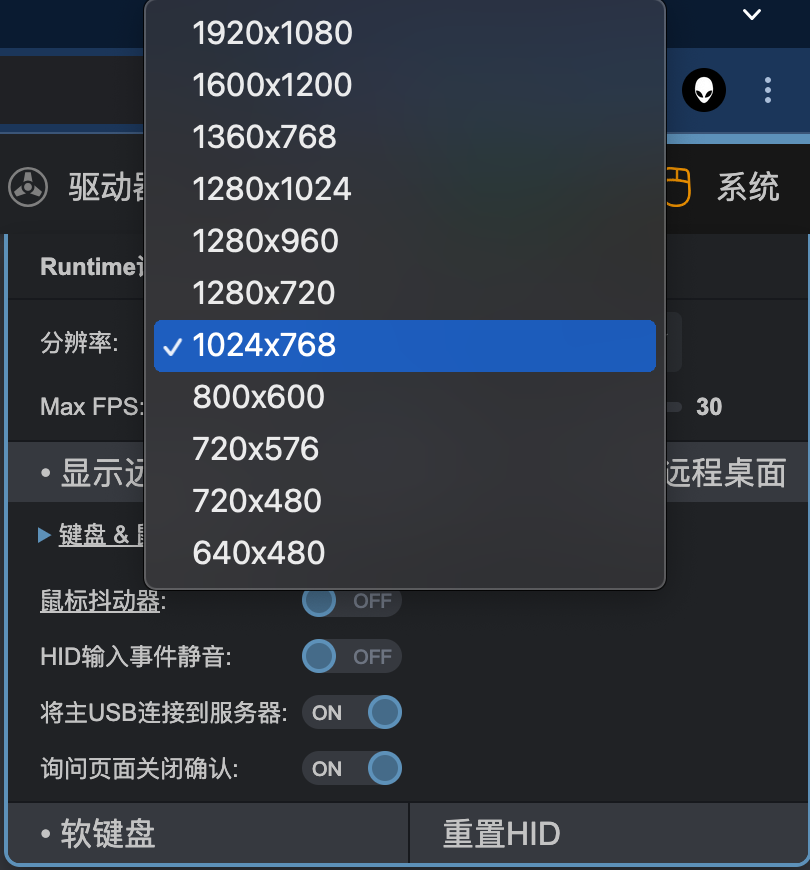 1920x1080
1600x1200
1360x768
1280x1024
1280x960
1280x720
✓ 1024x768
800x600
720x576
720x480
640x480
驱动 系统
Runtime
分辨率:
Max FPS: 30
• 显示远 远程桌面
键盘 &
鼠标抖动器: OFF
HID输入事件静音: OFF
将主USB连接到服务器: ON
询问页面关闭确认: ON
• 软键盘 重置HID